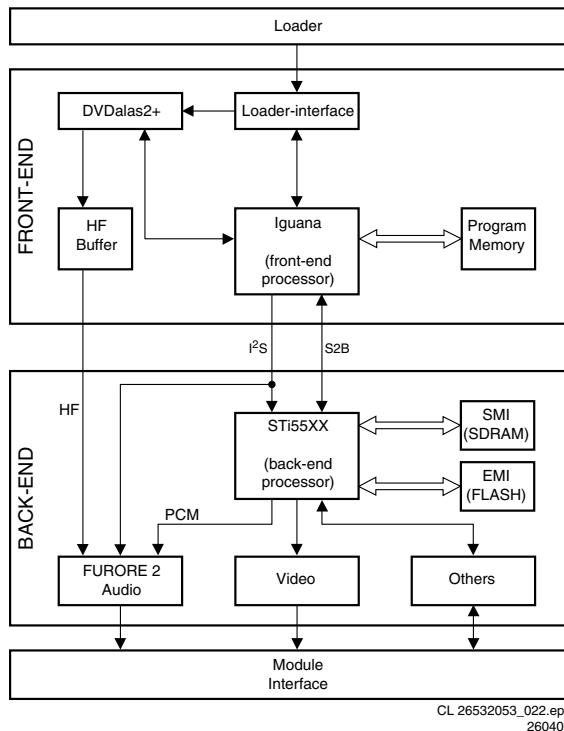 Loader
FRONT-END
DVDalas2+
Loader-interface
HF
Buffer
Iguana
(front-end
processor)
Program
Memory
I²S
S2B
BACK-END
HF
STi55XX
(back-end
processor)
SMI
(SDRAM)
EMI
(FLASH)
PCM
FURORE 2
Audio
Video
Others
Module
Interface
CL 26532053_022.ep
26040